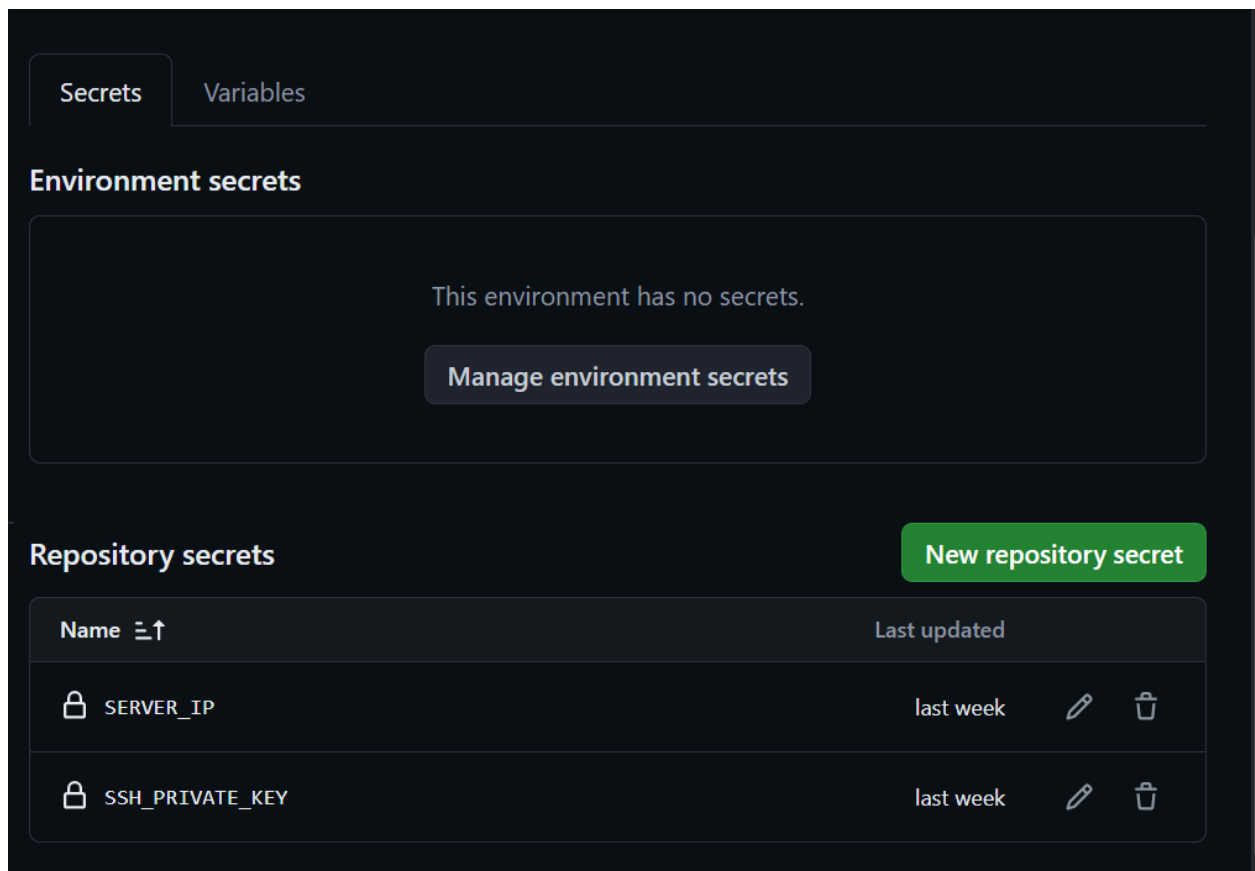 Secrets Variables
Environment secrets
This environment has no secrets.
Manage environment secrets
Repository secrets New repository secret
Name Last updated
SERVER_IP last week
SSH_PRIVATE_KEY last week